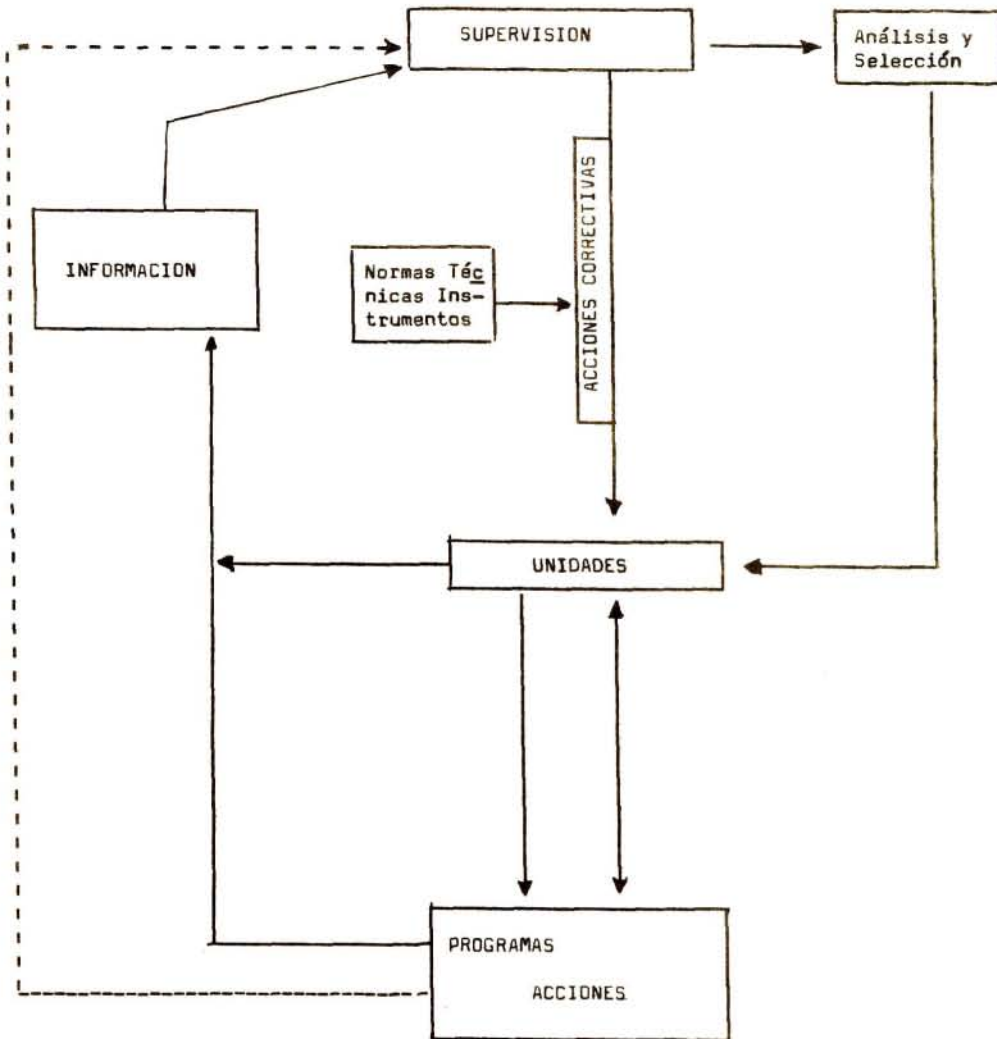 SUPERVISION
Análisis y
Selección
ACCIONES CORRECTIVAS
INFORMACION
Normas Téc
nicas Ins-
trumentos
UNIDADES
PROGRAMAS
ACCIONES